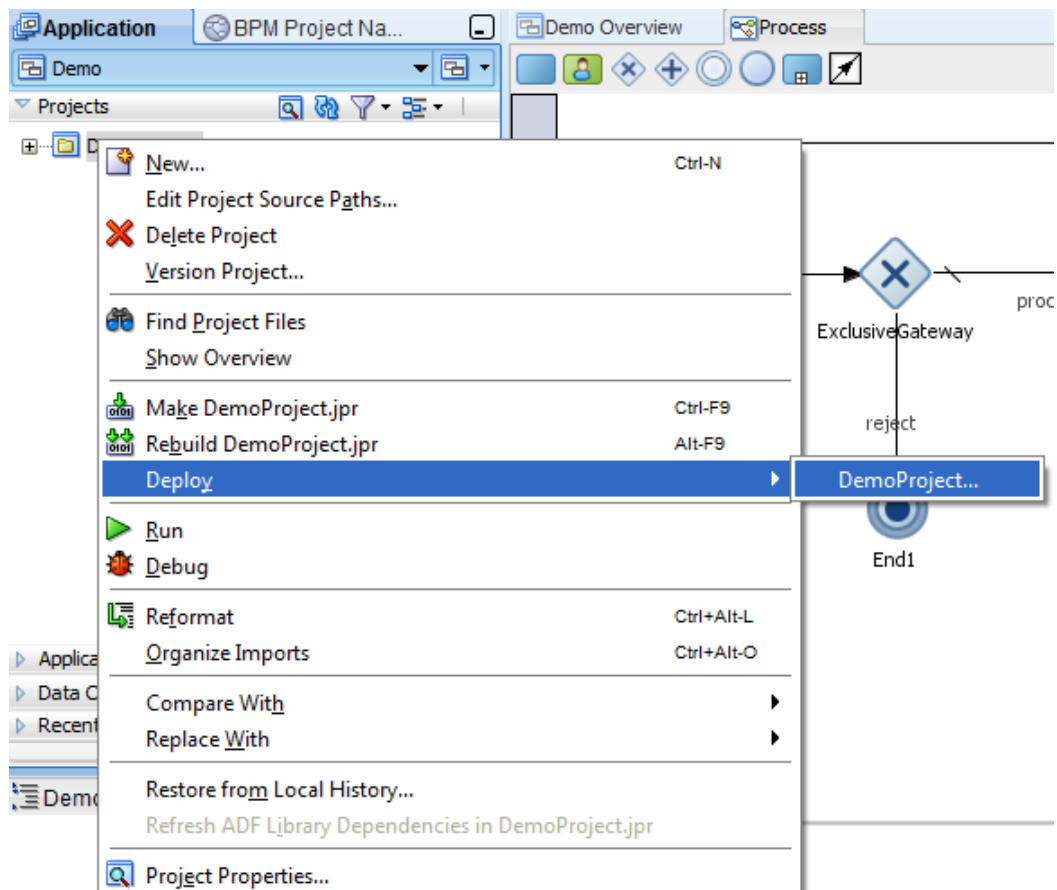 Application
BPM Project Na...
Demo Overview
Process
Demo
Projects
D
New... Ctrl-N
Edit Project Source Paths...
Delete Project
Version Project...
Find Project Files
Show Overview
Make DemoProject.jpr Ctrl-F9
Rebuild DemoProject.jpr Alt-F9
Deploy
DemoProject...
Run
Debug
Reformat Ctrl+Alt-L
Organize Imports Ctrl+Alt-O
Compare With
Replace With
Restore from Local History...
Refresh ADF Library Dependencies in DemoProject.jpr
Project Properties...
Applica
Data C
Recent
Demo
proc
ExclusiveGateway
reject
End1